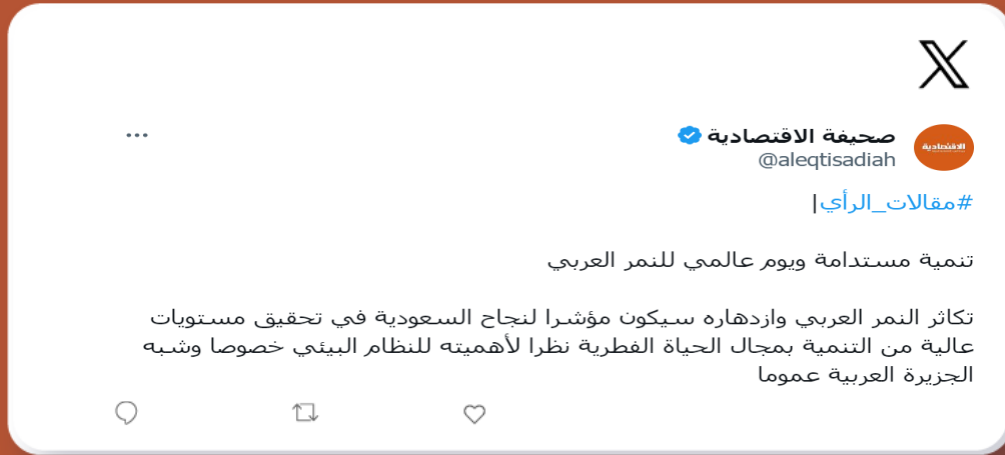 صحيفة الاقتصادية
الاقتصادية
@aleqtisadiah
#مقالات_الرأي|
تنمية مستدامة ويوم عالمي للنمر العربي
تكاثر النمر العربي وازدهاره سيكون مؤشرا لنجاح السعودية في تحقيق مستويات
عالية من التنمية بمجال الحياة الفطرية نظرا لأهميته للنظام البيئي خصوصا وشبه
الجزيرة العربية عموما